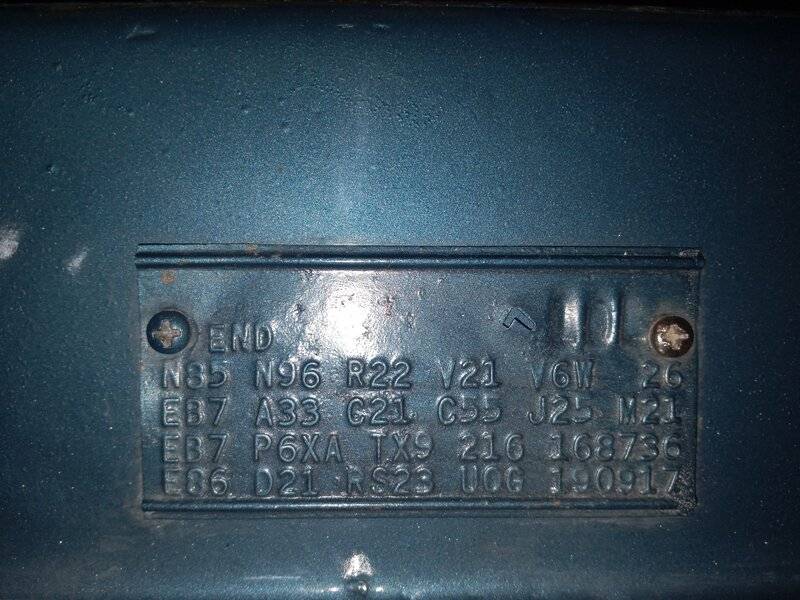 END
N85 N96 R22 V21 V6W 26
EB7 A33 G21 C55 J25 M21
EB7 P6XA TX9 216 168736
E86 D21 RS23 UOG 190917